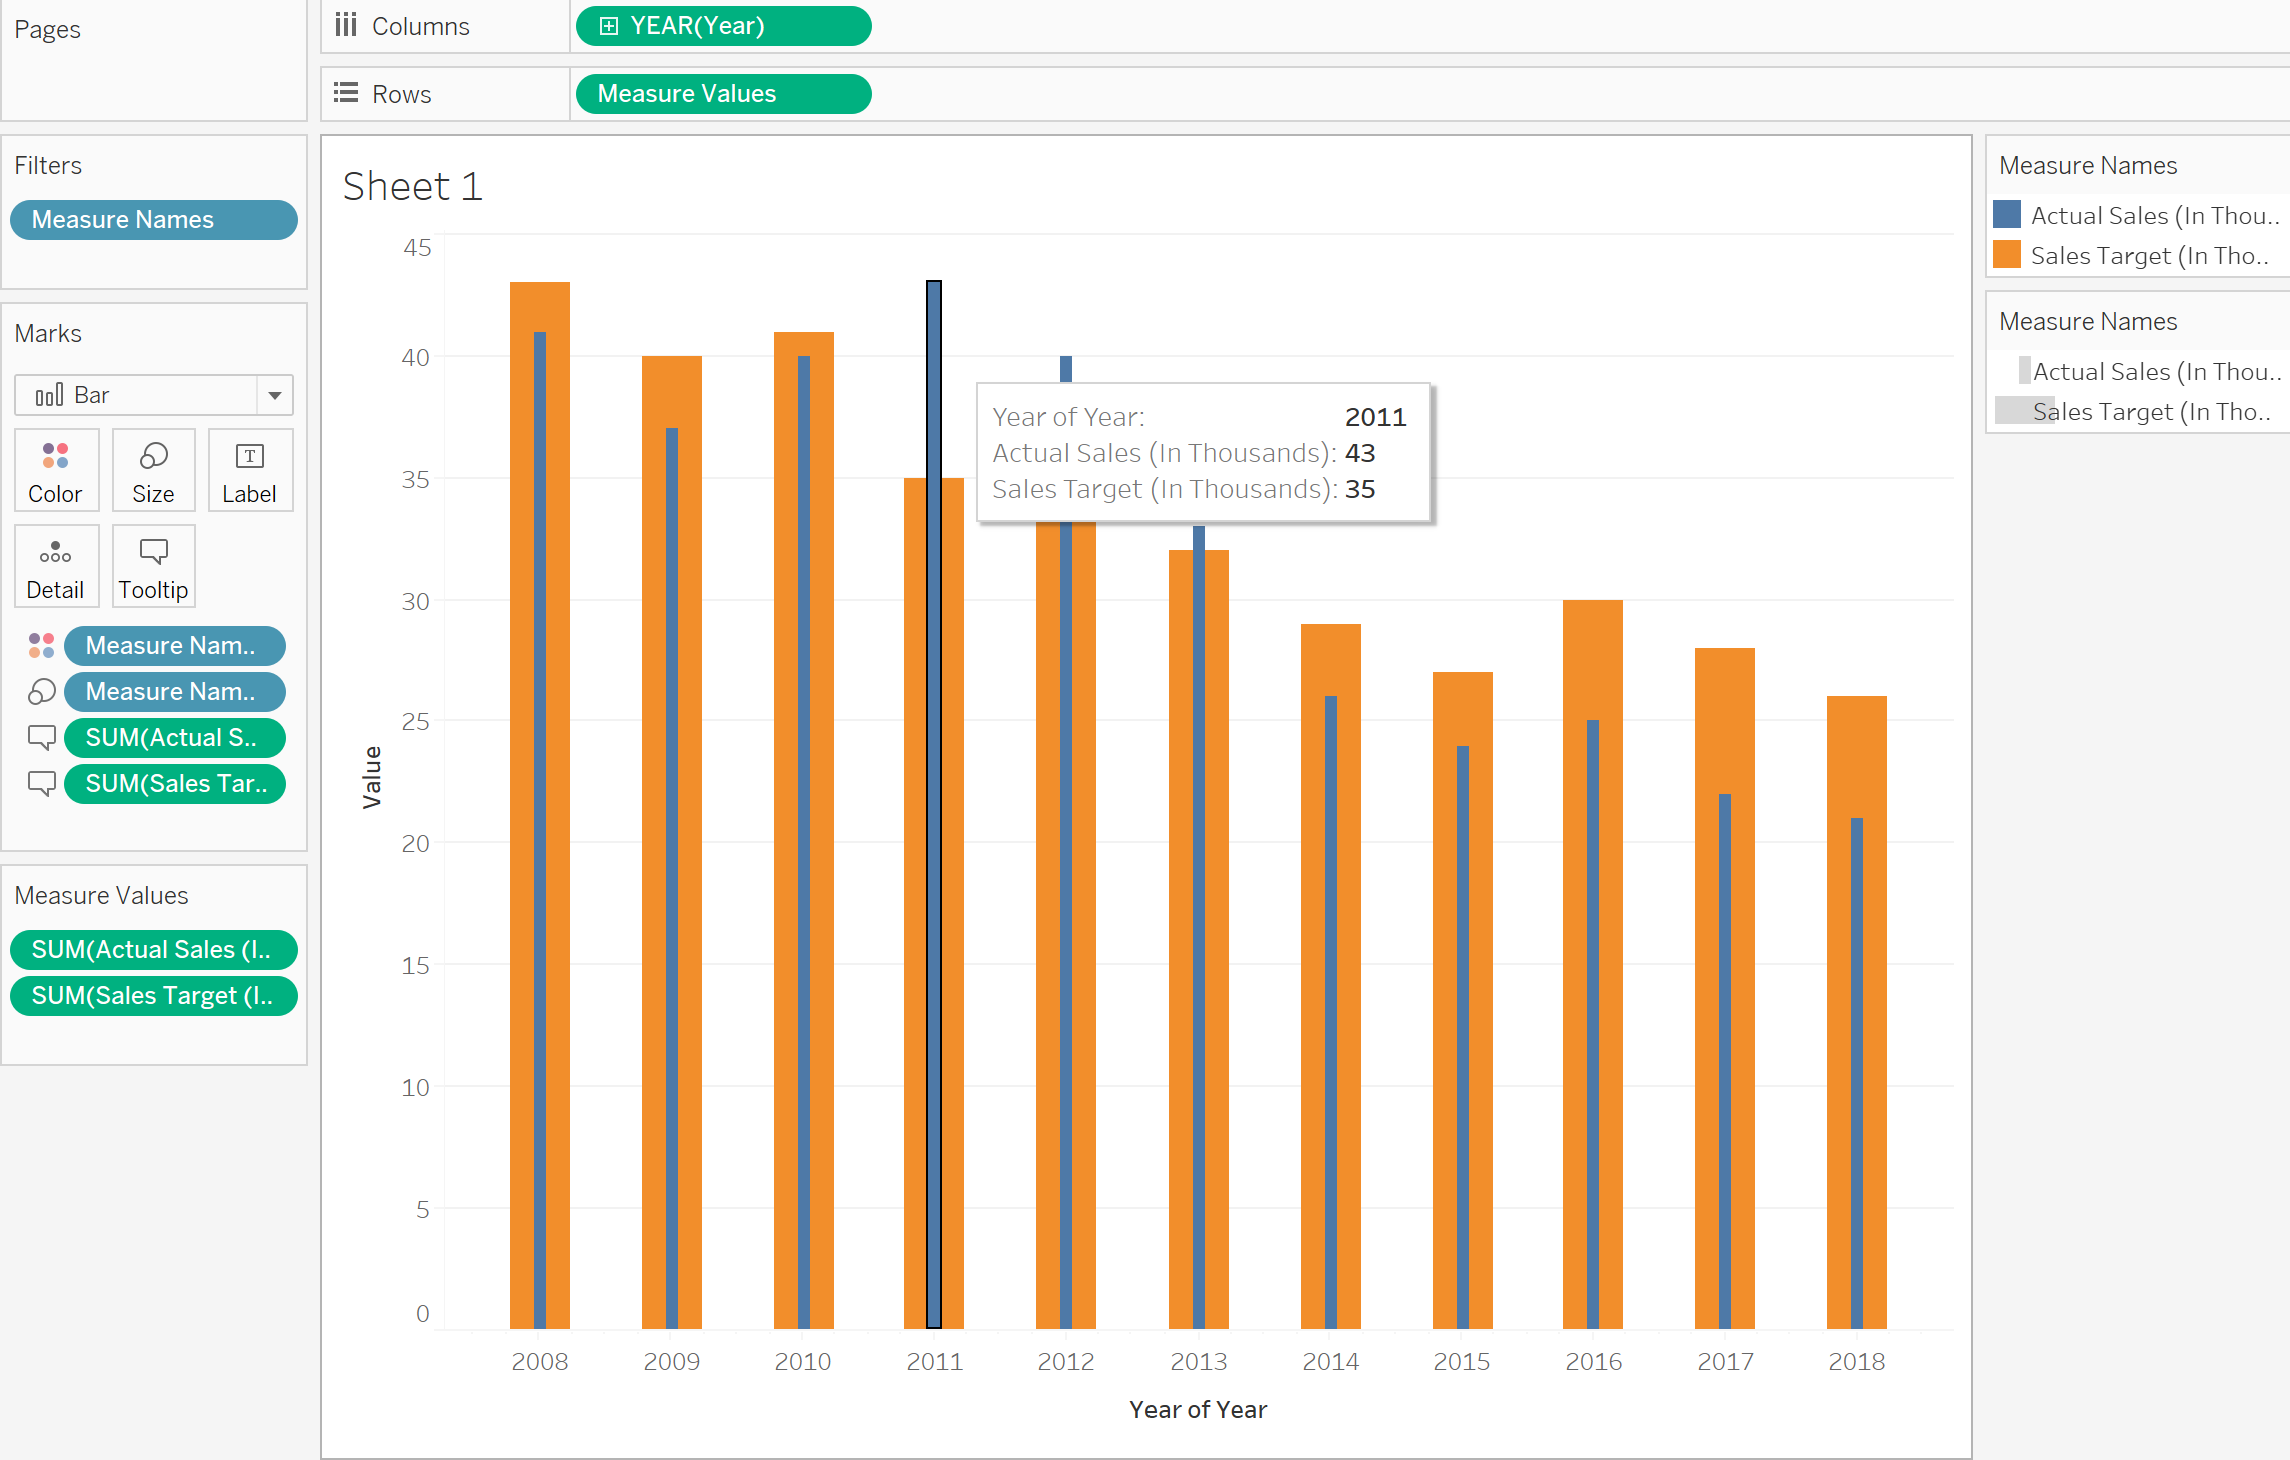 Pages
Columns
YEAR(Year)
Rows
Measure Values
Filters
Measure Names
Marks
Bar
Color
Size
T
Label
Detail
Tooltip
Measure Nam..
Measure Nam..
SUM(Actual S..
SUM(Sales Tar..
Measure Values
SUM(Actual Sales (I..
SUM(Sales Target (I..
Sheet 1
45
40
35
30
25
20
15
10
5
0
Value
Year of Year: 2011
Actual Sales (In Thousands): 43
Sales Target (In Thousands): 35
2008 2009 2010 2011 2012 2013 2014 2015 2016 2017 2018
Year of Year
Measure Names
Actual Sales (In Thou..
Sales Target (In Tho..
Measure Names
Actual Sales (In Thou..
Sales Target (In Tho..